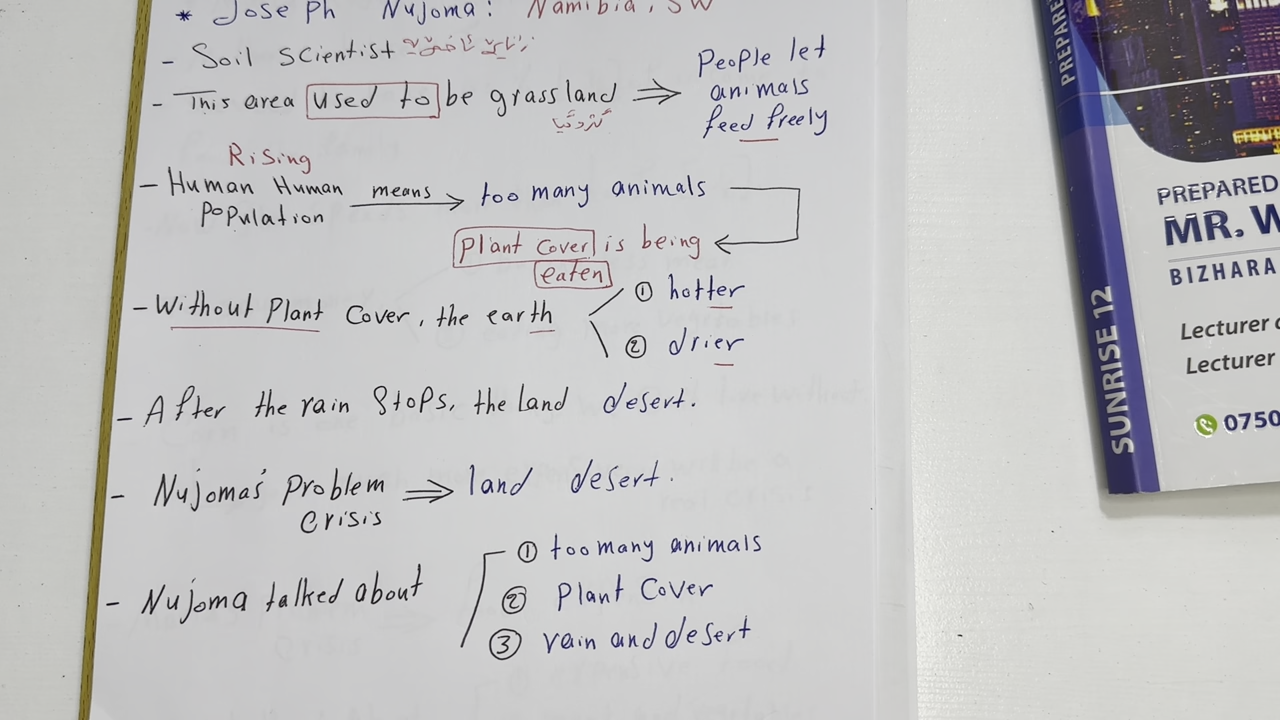 * Joseph Nujoma: Namibia, SW
- Soil Scientist زانای
- This area used to be grassland ⇒ People let
animals
feed freely
Rising
- Human Human means → too many animals
Population
Plant Cover is being
eaten
- Without Plant Cover, the earth ① hotter
② drier
- After the rain Stops, the land desert.
- Nujoma's Problem ⇒ land desert.
Crisis
- Nujoma talked about ① too many animals
② Plant Cover
③ rain and desert
PREPARED
MR. W
BIZHARA
Lecturer
Lecturer
0750
SUNRISE 12
PREPARE